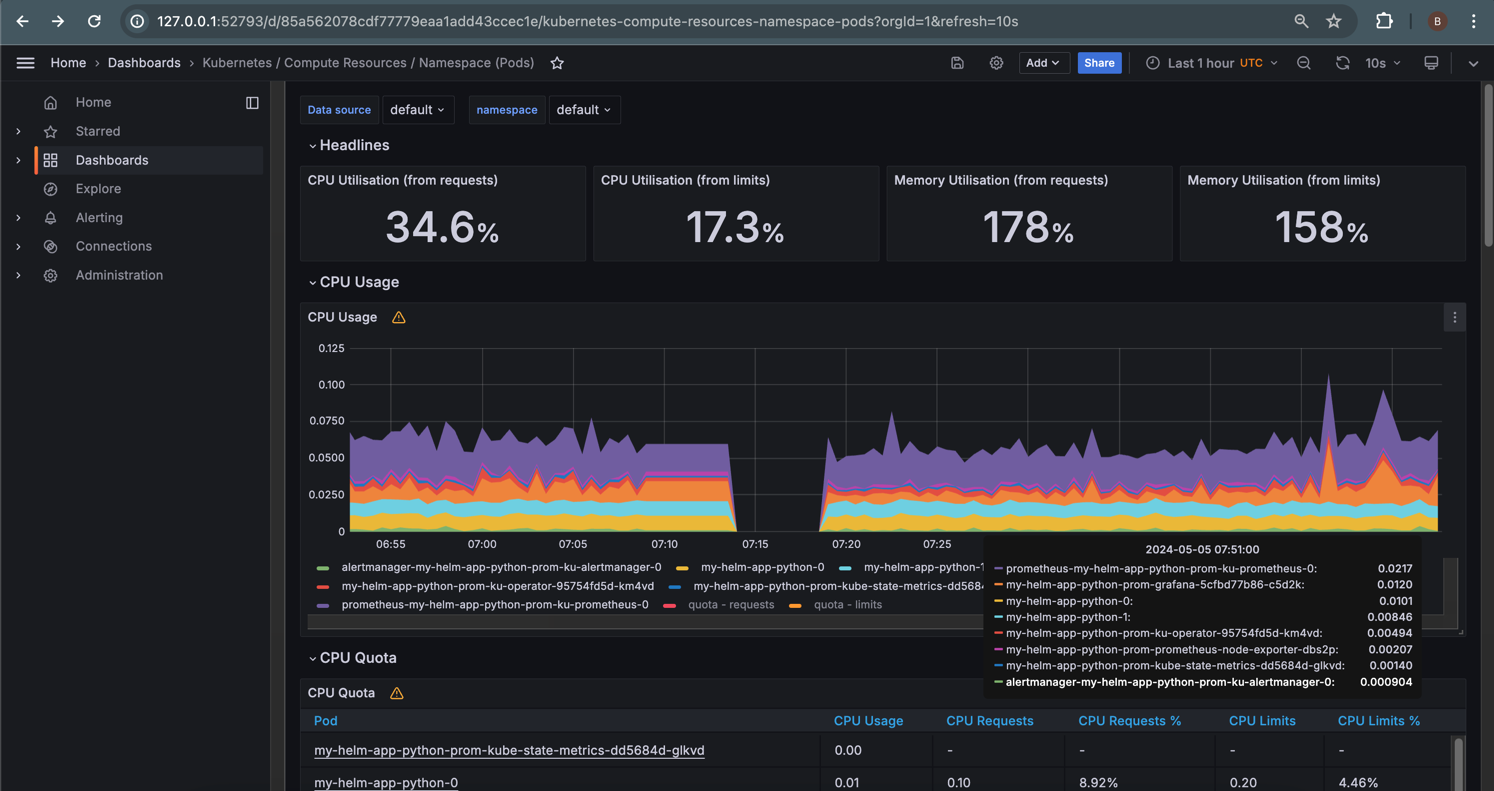 127.0.0.1:52793/d/85a562078cdf77779eaa1add43ccec1e/kubernetes-compute-resources-namespace-pods?orgId=1&refresh=10s
B
Home › Dashboards › Kubernetes / Compute Resources / Namespace (Pods)
Add
Share
Last 1 hour UTC
10s
Home
Starred
Dashboards
Explore
Alerting
Connections
Administration
Data source default namespace default
Headlines
CPU Utilisation (from requests)
34.6%
CPU Utilisation (from limits)
17.3%
Memory Utilisation (from requests)
178%
Memory Utilisation (from limits)
158%
CPU Usage
CPU Usage
0.125
0.100
0.0750
0.0500
0.0250
0
06:55 07:00 07:05 07:10 07:15 07:20 07:25
alertmanager-my-helm-app-python-prom-ku-alertmanager-0 my-helm-app-python-0 my-helm-app-python-1
my-helm-app-python-prom-ku-operator-95754fd5d-km4vd my-helm-app-python-prom-kube-state-metrics-dd5684
prometheus-my-helm-app-python-prom-ku-prometheus-0 quota - requests quota - limits
2024-05-05 07:51:00
prometheus-my-helm-app-python-prom-ku-prometheus-0: 0.0217
my-helm-app-python-prom-grafana-5cfbd77b86-c5d2k: 0.0120
my-helm-app-python-0: 0.0101
my-helm-app-python-1: 0.00846
my-helm-app-python-prom-ku-operator-95754fd5d-km4vd: 0.00494
my-helm-app-python-prom-prometheus-node-exporter-dbs2p: 0.00207
my-helm-app-python-prom-kube-state-metrics-dd5684d-glkvd: 0.00140
alertmanager-my-helm-app-python-prom-ku-alertmanager-0: 0.000904
CPU Quota
CPU Quota
Pod CPU Usage CPU Requests CPU Requests % CPU Limits CPU Limits %
my-helm-app-python-prom-kube-state-metrics-dd5684d-glkvd 0.00 - - - -
my-helm-app-python-0 0.01 0.10 8.92% 0.20 4.46%